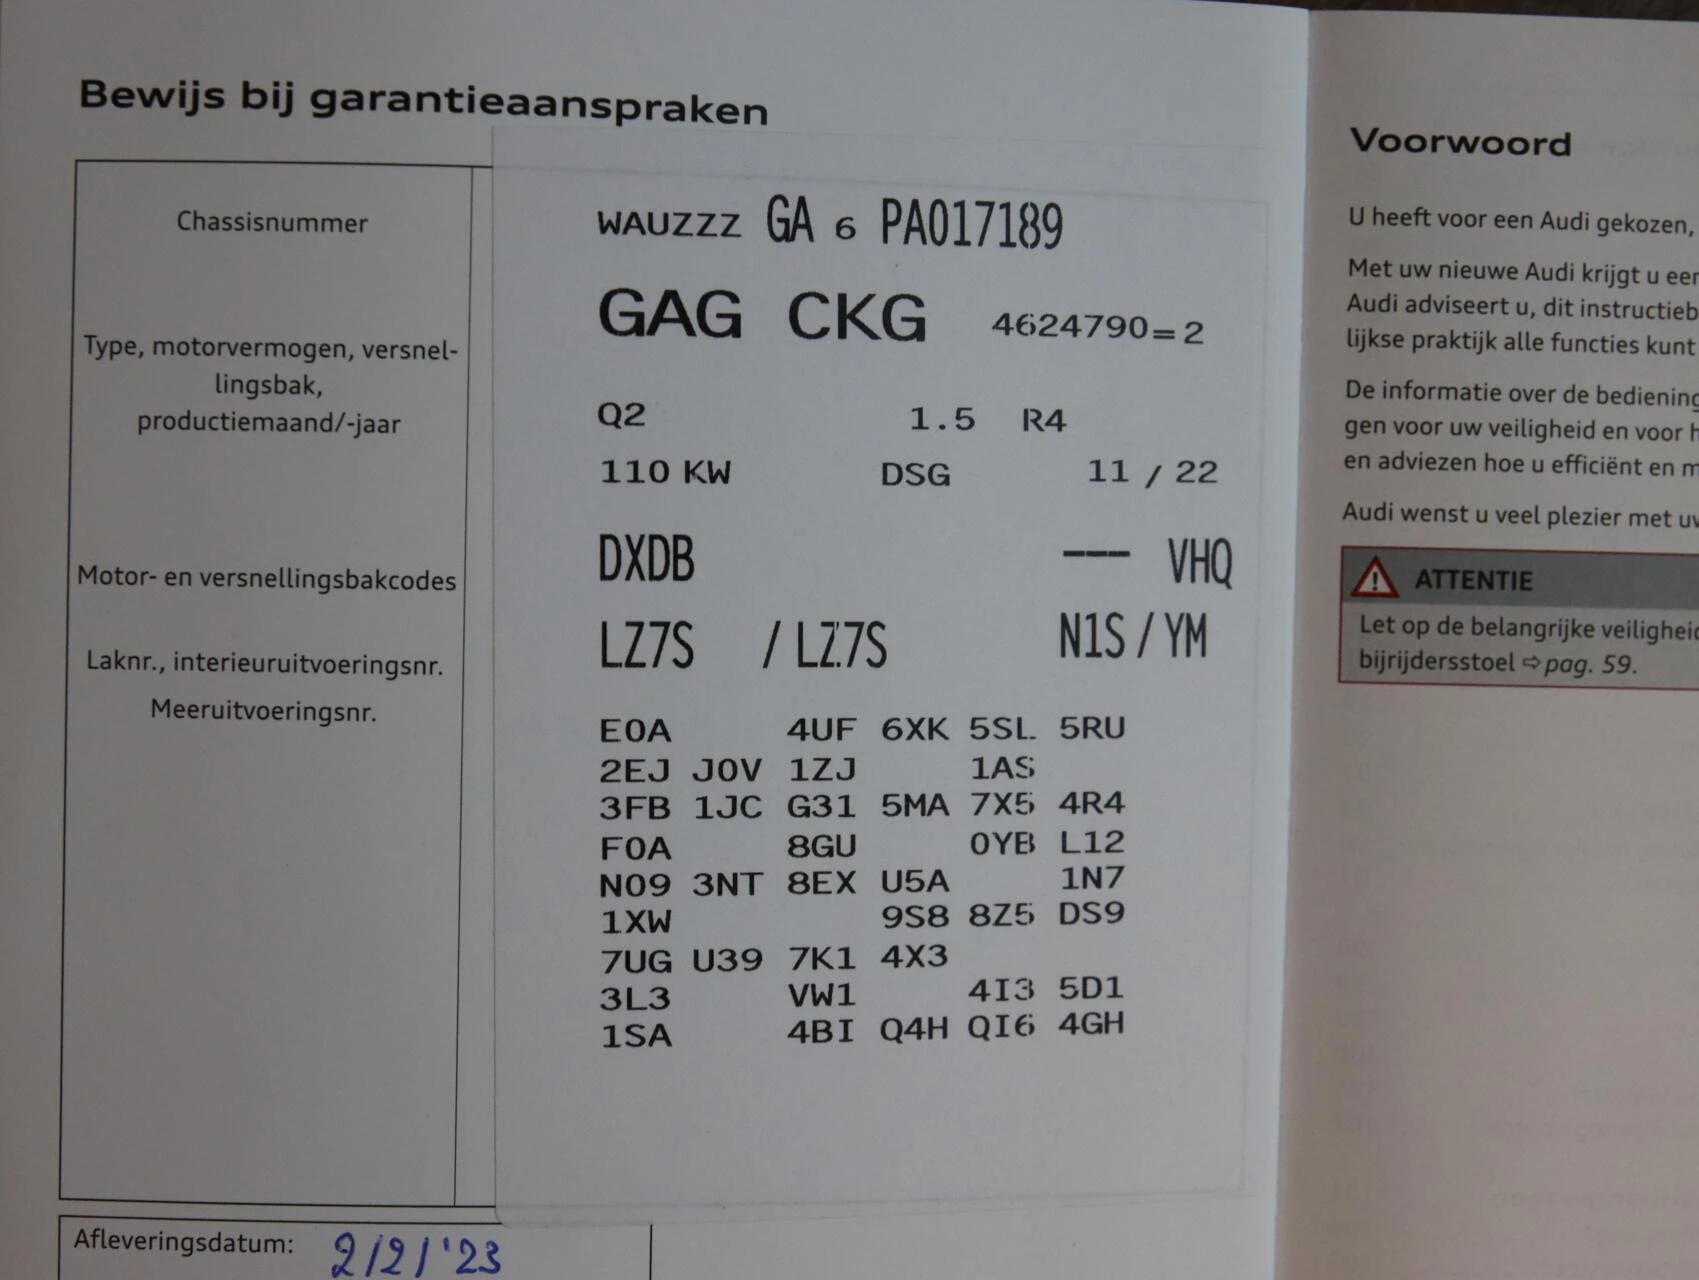 Bewijs bij garantieaanspraken
Chassisnummer
WAUZZZ GA 6 PA017189
GAG CKG 4624790=2
Type, motorvermogen, versnel-
lingsbak,
productiemaand/-jaar
Q2 1.5 R4
110 KW DSG 11 / 22
Motor- en versnellingsbakcodes
DXDB --- VHQ
Laknr., interieuruitvoeringsnr.
LZ7S / LZ7S N1S / YM
Meeruitvoeringsnr.
E0A 4UF 6XK 5SL 5RU
2EJ J0V 1ZJ 1AS
3FB 1JC G31 5MA 7X5 4R4
F0A 8GU 0YB L12
N09 3NT 8EX U5A 1N7
1XW 9S8 8Z5 DS9
7UG U39 7K1 4X3
3L3 VW1 4I3 5D1
1SA 4BI Q4H QI6 4GH
Afleveringsdatum: 2/2/'23
Voorwoord
U heeft voor een Audi gekozen,
Met uw nieuwe Audi krijgt u een
Audi adviseert u, dit instructieb
lijkse praktijk alle functies kunt
De informatie over de bediening
gen voor uw veiligheid en voor h
en adviezen hoe u efficiënt en m
Audi wenst u veel plezier met uw
ATTENTIE
Let op de belangrijke veiligheid
bijrijdersstoel ⇨ pag. 59.